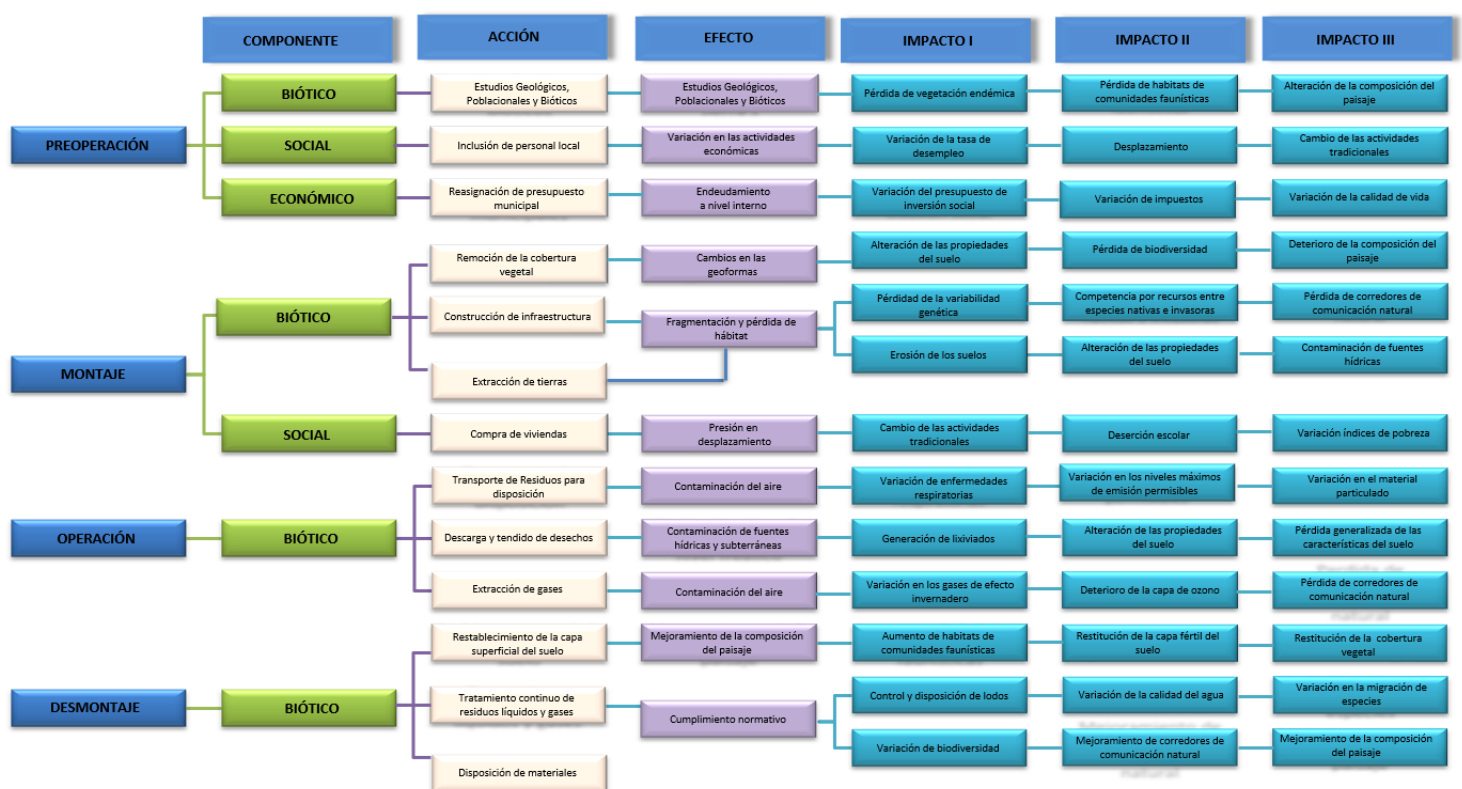 COMPONENTE
ACCIÓN
EFECTO
IMPACTO I
IMPACTO II
IMPACTO III
PREOPERACIÓN
BIÓTICO
Estudios Geológicos,
Poblacionales y Bióticos
Estudios Geológicos,
Poblacionales y Bióticos
Pérdida de vegetación endémica
Pérdida de habitats de
comunidades faunísticas
Alteración de la composición del
paisaje
SOCIAL
Inclusión de personal local
Variación en las actividades
económicas
Variación de la tasa de
desempleo
Desplazamiento
Cambio de las actividades
tradicionales
ECONÓMICO
Reasignación de presupuesto
municipal
Endeudamiento
a nivel interno
Variación del presupuesto de
inversión social
Variación de impuestos
Variación de la calidad de vida
MONTAJE
BIÓTICO
Remoción de la cobertura
vegetal
Cambios en las
geoformas
Alteración de las propiedades
del suelo
Pérdida de biodiversidad
Deterioro de la composición del
paisaje
Construcción de infraestructura
Fragmentación y pérdida de
hábitat
Pérdidad de la variabilidad
genética
Competencia por recursos entre
especies nativas e invasoras
Pérdida de corredores de
comunicación natural
Erosión de los suelos
Alteración de las propiedades
del suelo
Contaminación de fuentes
hídricas
Extracción de tierras
SOCIAL
Compra de viviendas
Presión en
desplazamiento
Cambio de las actividades
tradicionales
Deserción escolar
Variación índices de pobreza
OPERACIÓN
BIÓTICO
Transporte de Residuos para
disposición
Contaminación del aire
Variación de enfermedades
respiratorias
Variación en los niveles máximos
de emisión permisibles
Variación en el material
particulado
Descarga y tendido de desechos
Contaminación de fuentes
hídricas y subterráneas
Generación de lixiviados
Alteración de las propiedades
del suelo
Pérdida generalizada de las
características del suelo
Extracción de gases
Contaminación del aire
Variación en los gases de efecto
invernadero
Deterioro de la capa de ozono
Pérdida de corredores de
comunicación natural
DESMONTAJE
BIÓTICO
Restablecimiento de la capa
superficial del suelo
Mejoramiento de la composición
del paisaje
Aumento de habitats de
comunidades faunísticas
Restitución de la capa fértil del
suelo
Restitución de la cobertura
vegetal
Tratamiento continuo de
residuos líquidos y gases
Cumplimiento normativo
Control y disposición de lodos
Variación de la calidad del agua
Variación en la migración de
especies
Variación de biodiversidad
Mejoramiento de corredores de
comunicación natural
Mejoramiento de la composición
del paisaje
Disposición de materiales